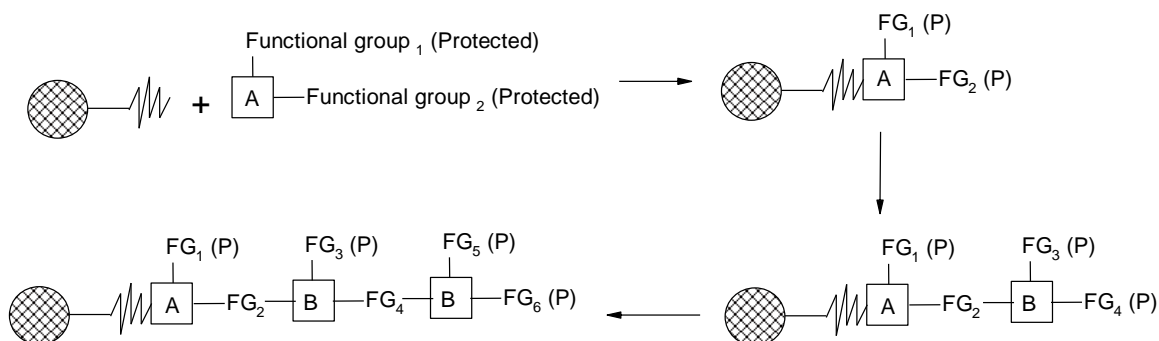 Functional group 1 (Protected)
+
A
Functional group 2 (Protected)
FG1 (P)
A
FG2 (P)
FG1 (P)
FG3 (P)
A
FG2
B
FG4 (P)
FG1 (P)
FG3 (P)
FG5 (P)
A
FG2
B
FG4
B
FG6 (P)